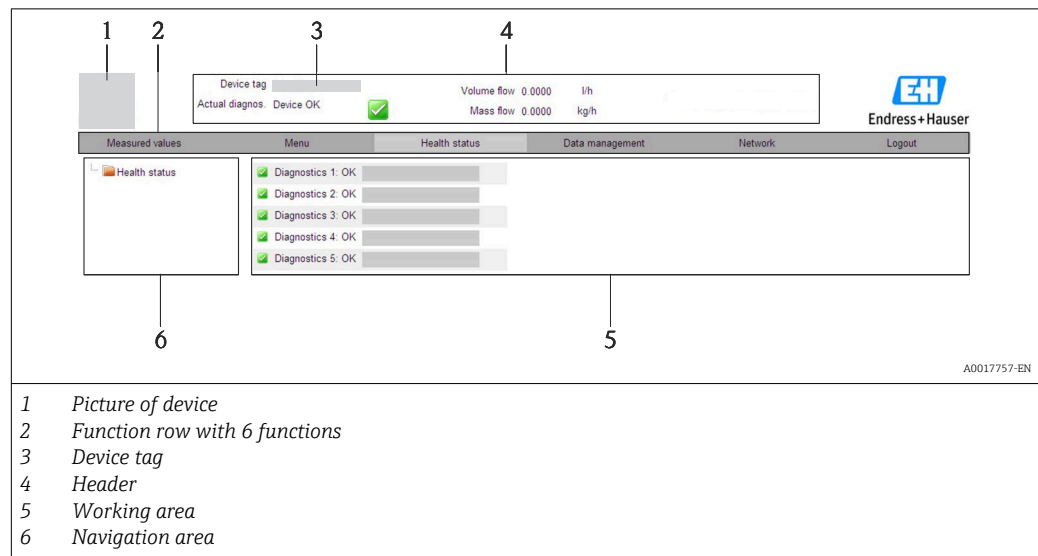 1 2 3 4
Device tag Volume flow 0.0000 l/h
Actual diagnos. Device OK Mass flow 0.0000 kg/h
EH
Endress+Hauser
Measured values Menu Health status Data management Network Logout
Health status
Diagnostics 1: OK
Diagnostics 2: OK
Diagnostics 3: OK
Diagnostics 4: OK
Diagnostics 5: OK
6 5
A0017757-EN
1 Picture of device
2 Function row with 6 functions
3 Device tag
4 Header
5 Working area
6 Navigation area